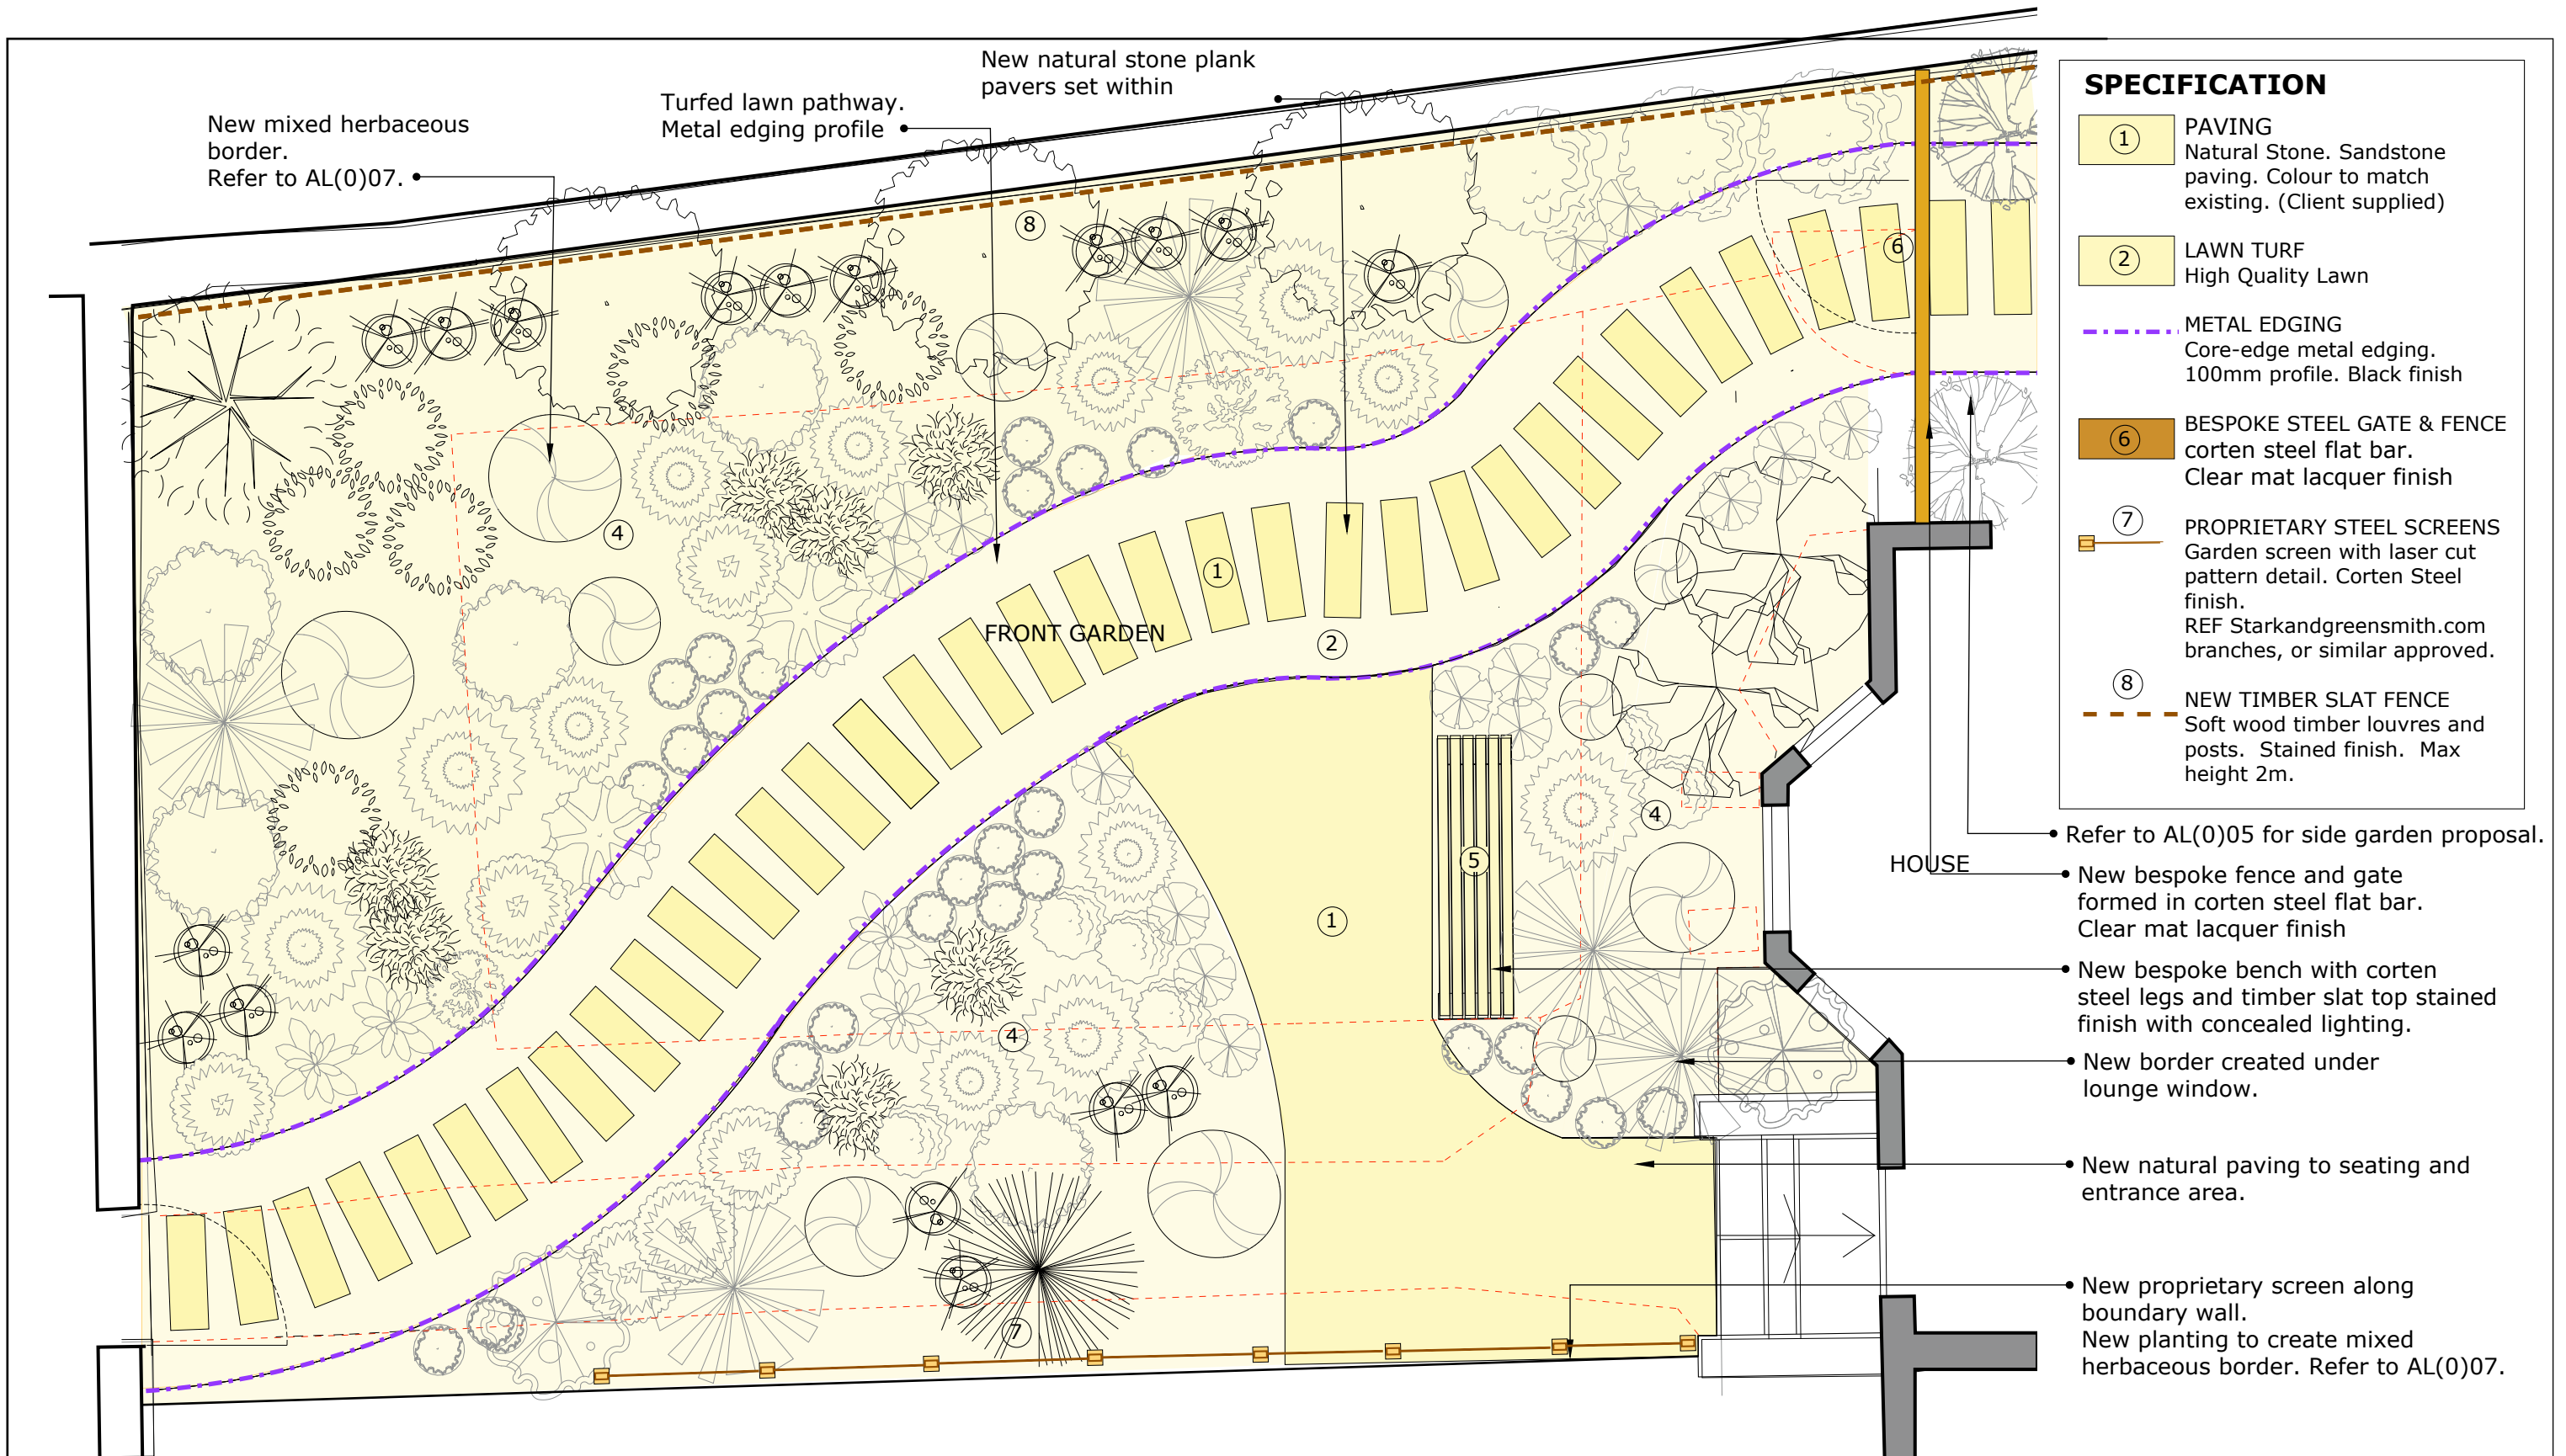 New mixed herbaceous
border.
Refer to AL(0)07.
Turfed lawn pathway.
Metal edging profile
New natural stone plank
pavers set within
8
6
4
1
FRONT GARDEN
2
5
4
1
4
7
HOUSE
SPECIFICATION
1
PAVING
Natural Stone. Sandstone
paving. Colour to match
existing. (Client supplied)
2
LAWN TURF
High Quality Lawn
METAL EDGING
Core-edge metal edging.
100mm profile. Black finish
6
BESPOKE STEEL GATE & FENCE
corten steel flat bar.
Clear mat lacquer finish
7
PROPRIETARY STEEL SCREENS
Garden screen with laser cut
pattern detail. Corten Steel
finish.
REF Starkandgreensmith.com
branches, or similar approved.
8
NEW TIMBER SLAT FENCE
Soft wood timber louvres and
posts. Stained finish. Max
height 2m.
Refer to AL(0)05 for side garden proposal.
New bespoke fence and gate
formed in corten steel flat bar.
Clear mat lacquer finish
New bespoke bench with corten
steel legs and timber slat top stained
finish with concealed lighting.
New border created under
lounge window.
New natural paving to seating and
entrance area.
New proprietary screen along
boundary wall.
New planting to create mixed
herbaceous border. Refer to AL(0)07.